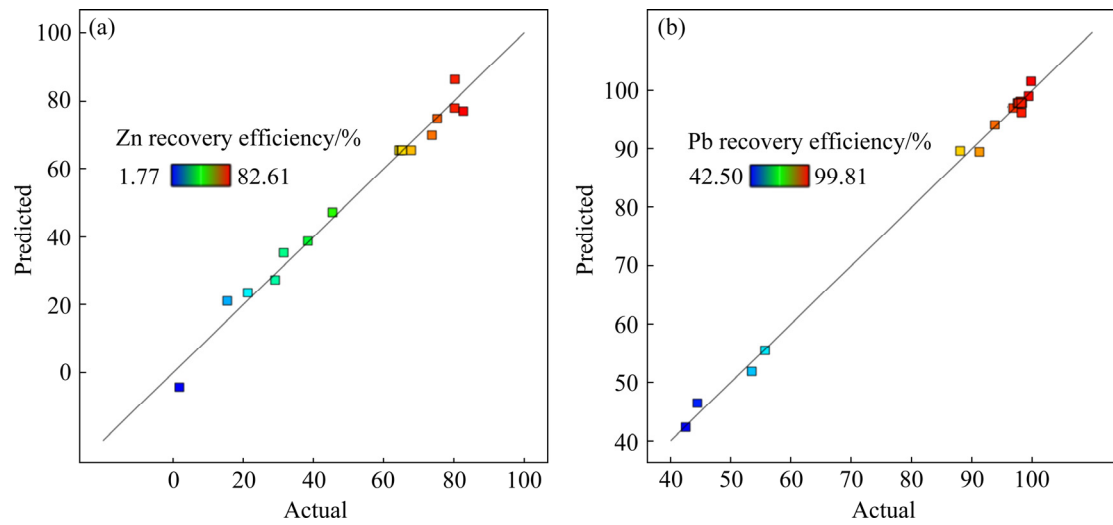 (a)
100
80
60
40
20
0
Predicted
Zn recovery efficiency/%
1.77 82.61
0 20 40 60 80 100
Actual
(b)
100
90
80
70
60
50
40
Predicted
Pb recovery efficiency/%
42.50 99.81
40 50 60 70 80 90 100
Actual